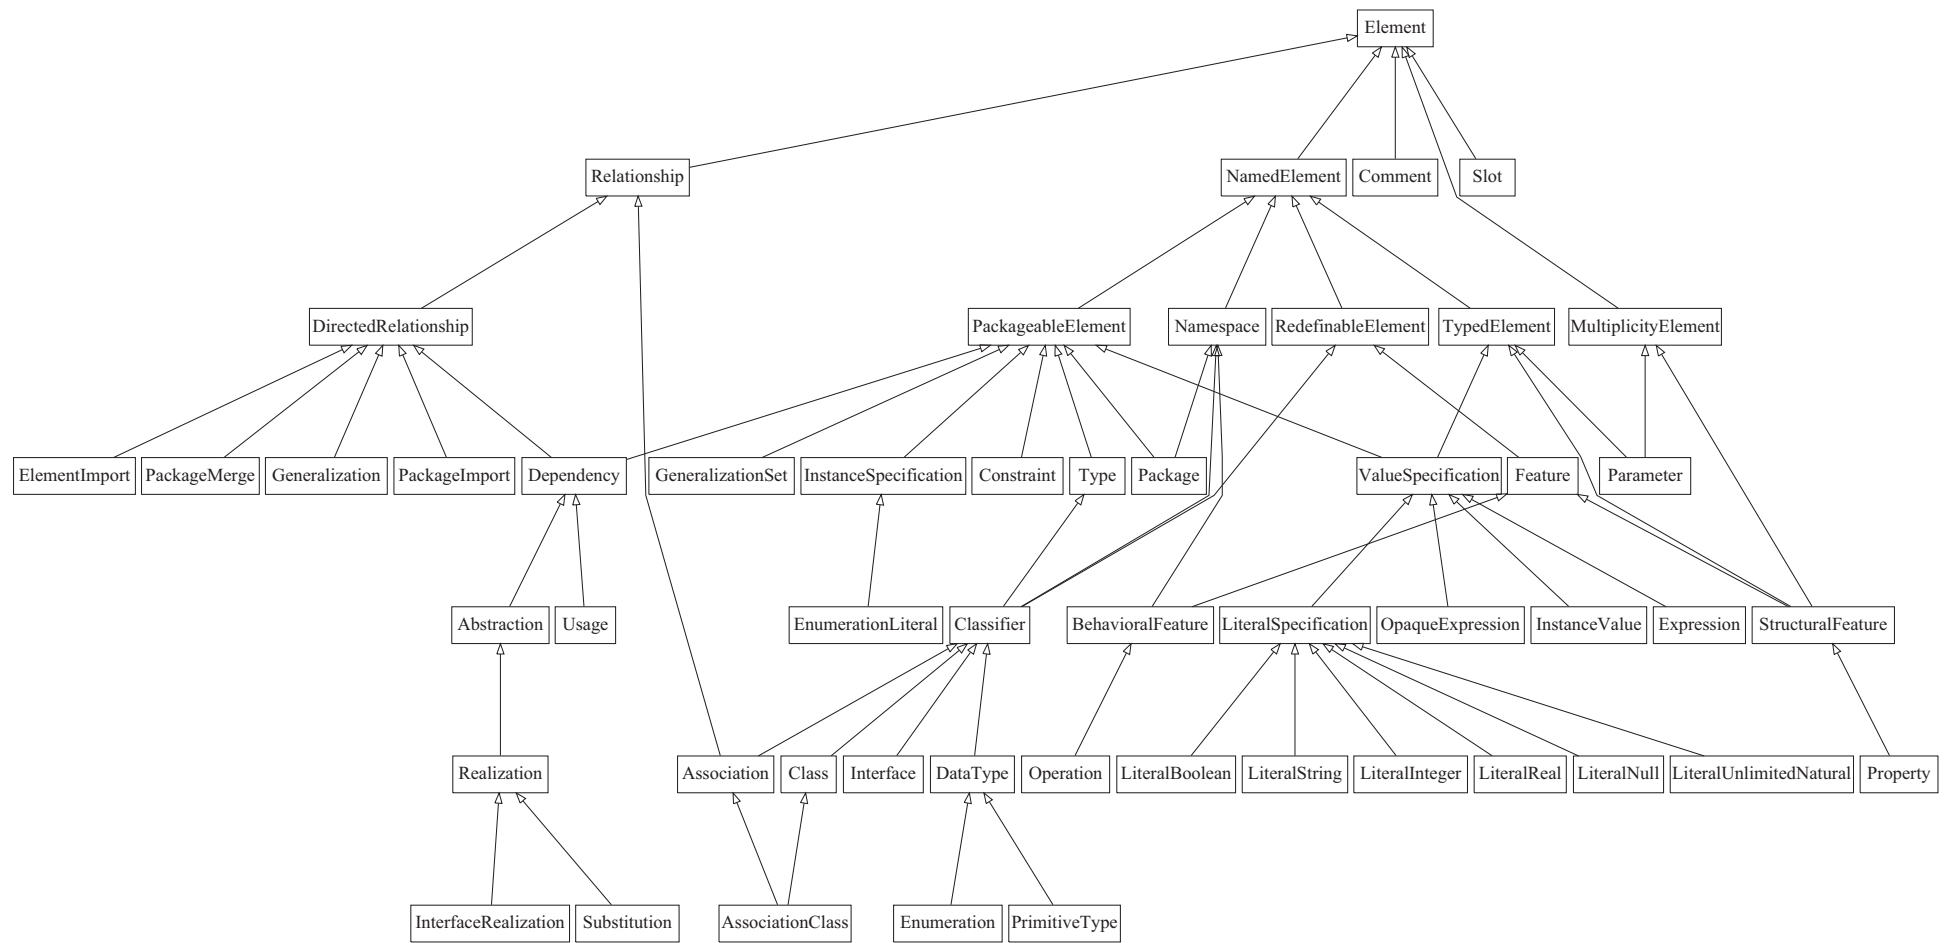 Element
Relationship
NamedElement
Comment
Slot
DirectedRelationship
PackageableElement
Namespace
RedefinableElement
TypedElement
MultiplicityElement
ElementImport
PackageMerge
Generalization
PackageImport
Dependency
GeneralizationSet
InstanceSpecification
Constraint
Type
Package
ValueSpecification
Feature
Parameter
Abstraction
Usage
EnumerationLiteral
Classifier
BehavioralFeature
LiteralSpecification
OpaqueExpression
InstanceValue
Expression
StructuralFeature
Realization
Association
Class
Interface
DataType
Operation
LiteralBoolean
LiteralString
LiteralInteger
LiteralReal
LiteralNull
LiteralUnlimitedNatural
Property
InterfaceRealization
Substitution
AssociationClass
Enumeration
PrimitiveType